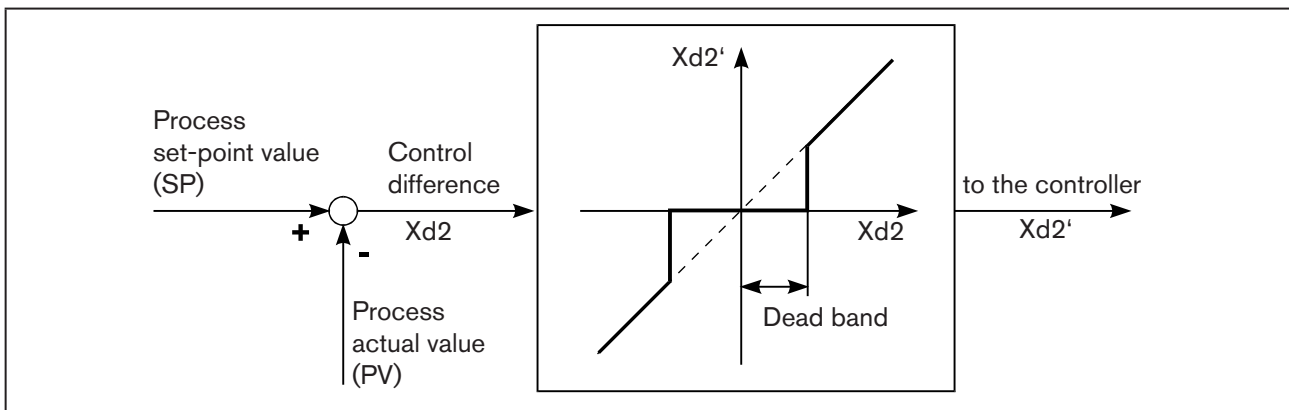 Process
set-point value
(SP)
+
-
Control
difference
Xd2
Process
actual value
(PV)
Xd2‘
Xd2
Dead band
to the controller
Xd2‘